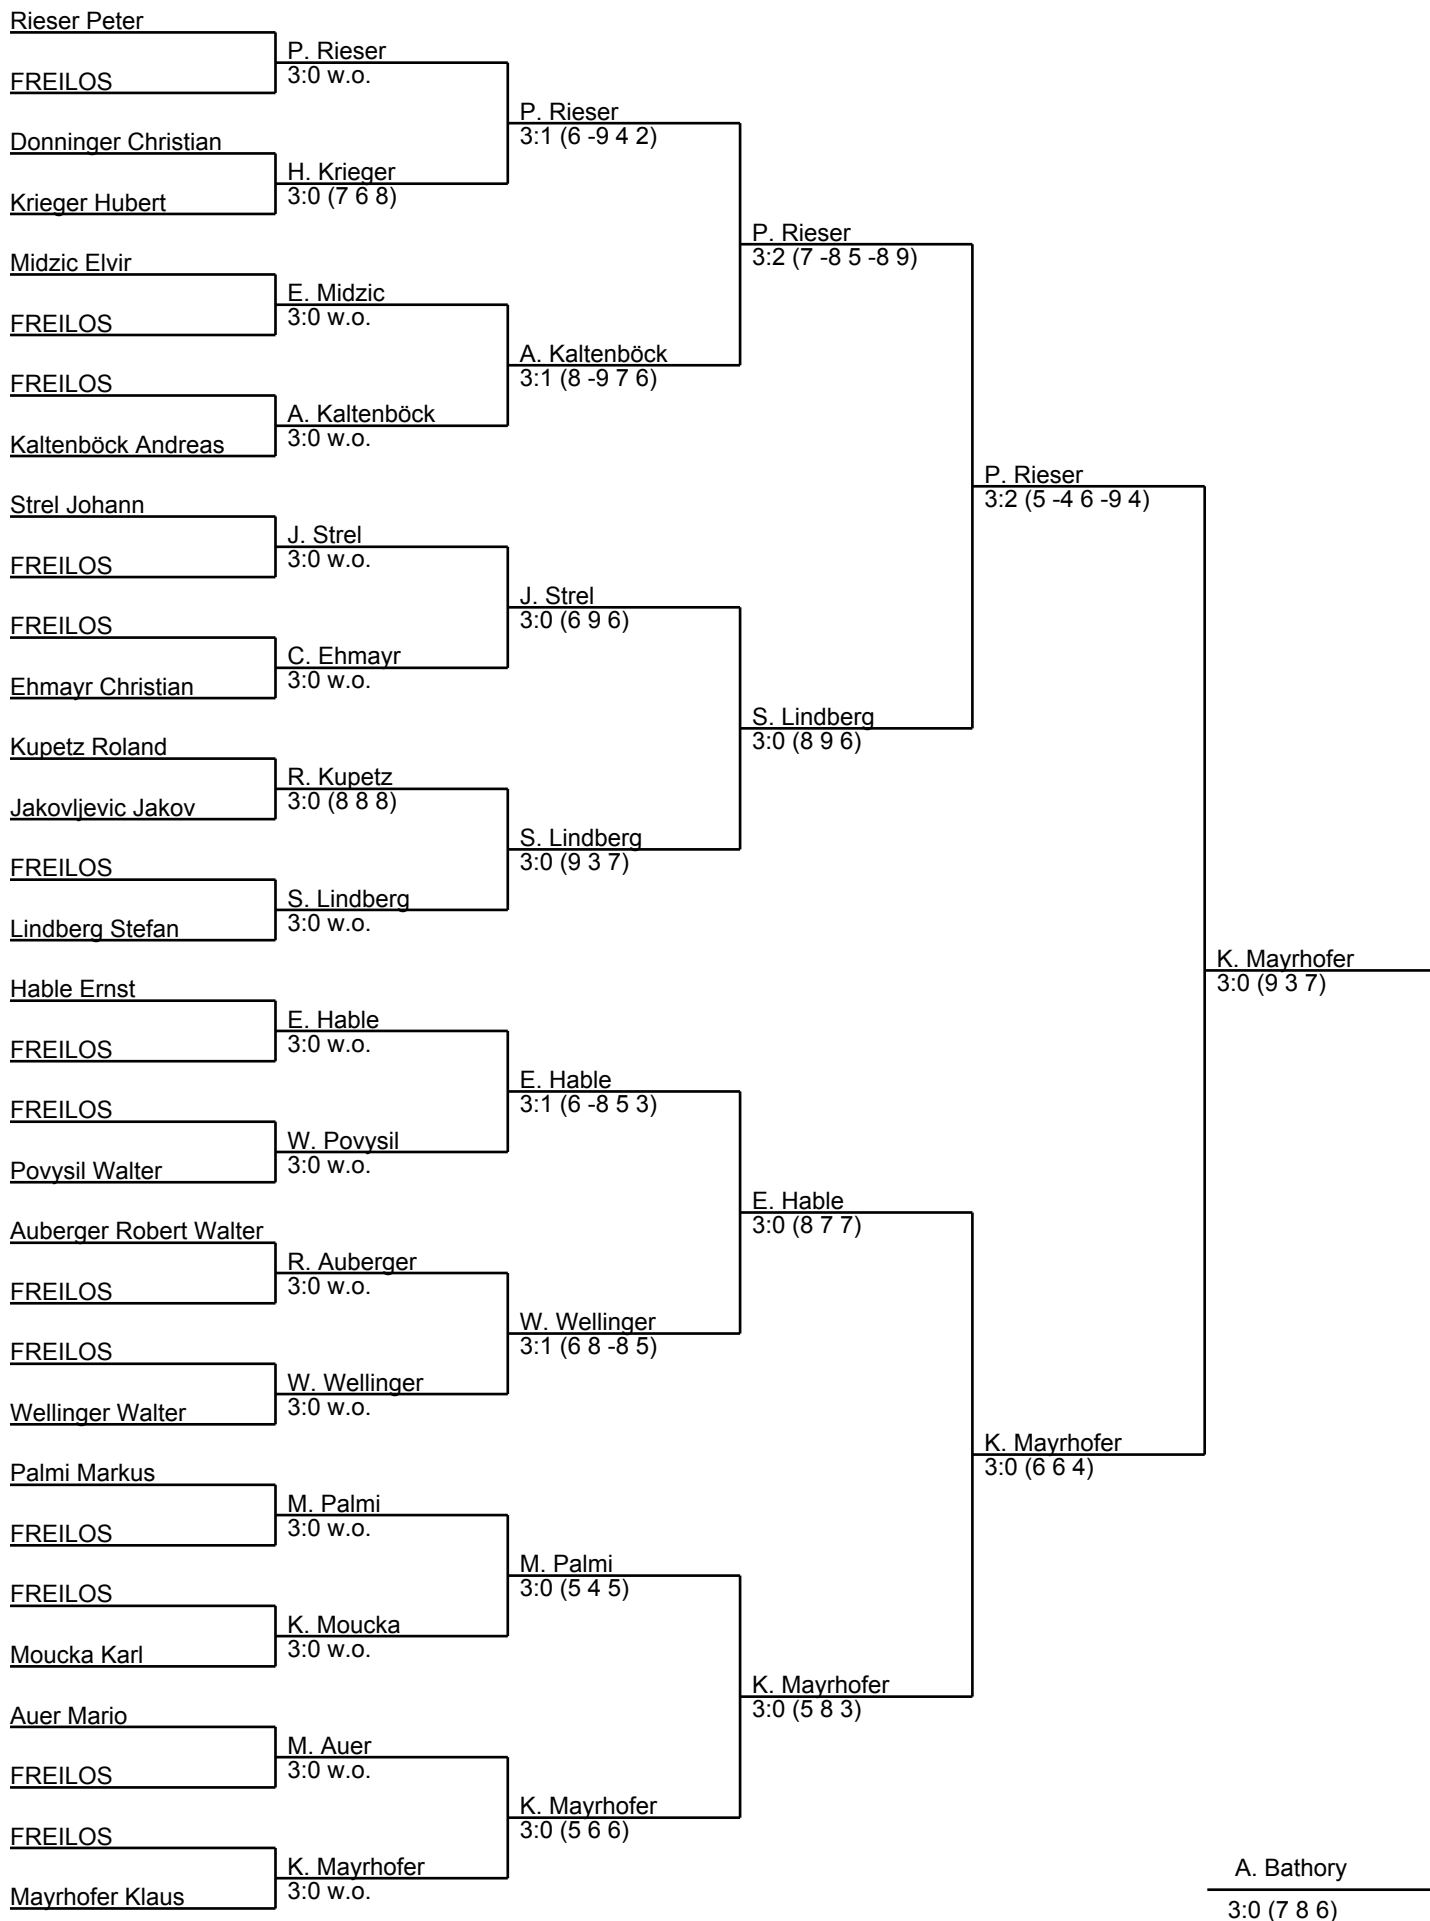 Rieser Peter
FREILOS
Donninger Christian
Krieger Hubert
Midzic Elvir
FREILOS
FREILOS
Kaltenböck Andreas
Strel Johann
FREILOS
FREILOS
Ehmayr Christian
Kupetz Roland
Jakovljevic Jakov
FREILOS
Lindberg Stefan
Hable Ernst
FREILOS
FREILOS
Povysil Walter
Auberger Robert Walter
FREILOS
FREILOS
Wellinger Walter
Palmi Markus
FREILOS
FREILOS
Moucka Karl
Auer Mario
FREILOS
FREILOS
Mayrhofer Klaus
P. Rieser
3:0 w.o.
H. Krieger
3:0 (7 6 8)
E. Midzic
3:0 w.o.
A. Kaltenböck
3:0 w.o.
J. Strel
3:0 w.o.
C. Ehmayr
3:0 w.o.
R. Kupetz
3:0 (8 8 8)
S. Lindberg
3:0 w.o.
E. Hable
3:0 w.o.
W. Povysil
3:0 w.o.
R. Auberger
3:0 w.o.
W. Wellinger
3:0 w.o.
M. Palmi
3:0 w.o.
K. Moucka
3:0 w.o.
M. Auer
3:0 w.o.
K. Mayrhofer
3:0 w.o.
P. Rieser
3:1 (6 -9 4 2)
A. Kaltenböck
3:1 (8 -9 7 6)
J. Strel
3:0 (6 9 6)
S. Lindberg
3:0 (9 3 7)
E. Hable
3:1 (6 -8 5 3)
W. Wellinger
3:1 (6 8 -8 5)
M. Palmi
3:0 (5 4 5)
K. Mayrhofer
3:0 (5 6 6)
P. Rieser
3:2 (7 -8 5 -8 9)
S. Lindberg
3:0 (8 9 6)
E. Hable
3:0 (8 7 7)
K. Mayrhofer
3:0 (5 8 3)
P. Rieser
3:2 (5 -4 6 -9 4)
K. Mayrhofer
3:0 (6 6 4)
K. Mayrhofer
3:0 (9 3 7)
A. Bathory
3:0 (7 8 6)